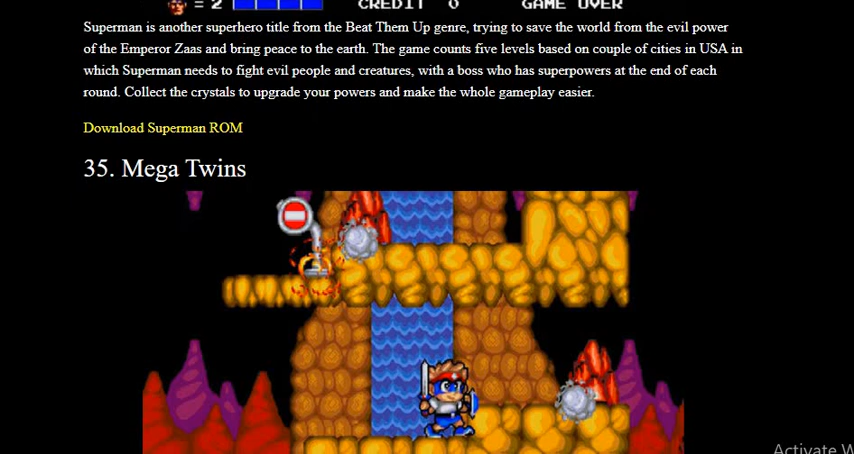 = 2 CREDIT 0 GAME OVER
Superman is another superhero title from the Beat Them Up genre, trying to save the world from the evil power
of the Emperor Zaas and bring peace to the earth. The game counts five levels based on couple of cities in USA in
which Superman needs to fight evil people and creatures, with a boss who has superpowers at the end of each
round. Collect the crystals to upgrade your powers and make the whole gameplay easier.
Download Superman ROM
35. Mega Twins
Activate W